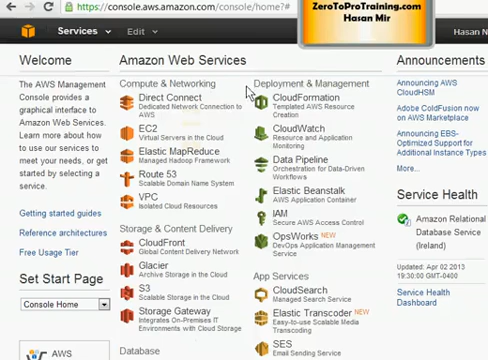 https://console.aws.amazon.com/console/home?#
ZeroToProTraining.com
Hasan Mir
Services
Edit
Hasan N
Welcome
The AWS Management
Console provides a
graphical interface to
Amazon Web Services.
Learn more about how
to use our services to
meet your needs, or get
started by selecting a
service.
Getting started guides
Reference architectures
Free Usage Tier
Set Start Page
Console Home
AWS
Amazon Web Services
Compute & Networking
Direct Connect
Dedicated Network Connection to
AWS
EC2
Virtual Servers in the Cloud
Elastic MapReduce
Managed Hadoop Framework
Route 53
Scalable Domain Name System
VPC
Isolated Cloud Resources
Storage & Content Delivery
CloudFront
Global Content Delivery Network
Glacier
Archive Storage in the Cloud
S3
Scalable Storage in the Cloud
Storage Gateway
Integrates On-Premises IT
Environments with Cloud Storage
Database
Deployment & Management
CloudFormation
Templated AWS Resource
Creation
CloudWatch
Resource and Application
Monitoring
Data Pipeline
Orchestration for Data-Driven
Workflows
Elastic Beanstalk
AWS Application Container
IAM
Secure AWS Access Control
OpsWorks NEW
DevOps Application Management
Service
App Services
CloudSearch
Managed Search Service
Elastic Transcoder NEW
Easy-to-use Scalable Media
Transcoding
SES
Email Sending Service
Announcements
Announcing AWS
CloudHSM
Adobe ColdFusion now
on AWS Marketplace
Announcing EBS-
Optimized Support for
Additional Instance Types
More...
Service Health
Amazon Relational
Database Service
(Ireland)
Updated: Apr 02 2013
19:30:00 GMT-0400
Service Health
Dashboard